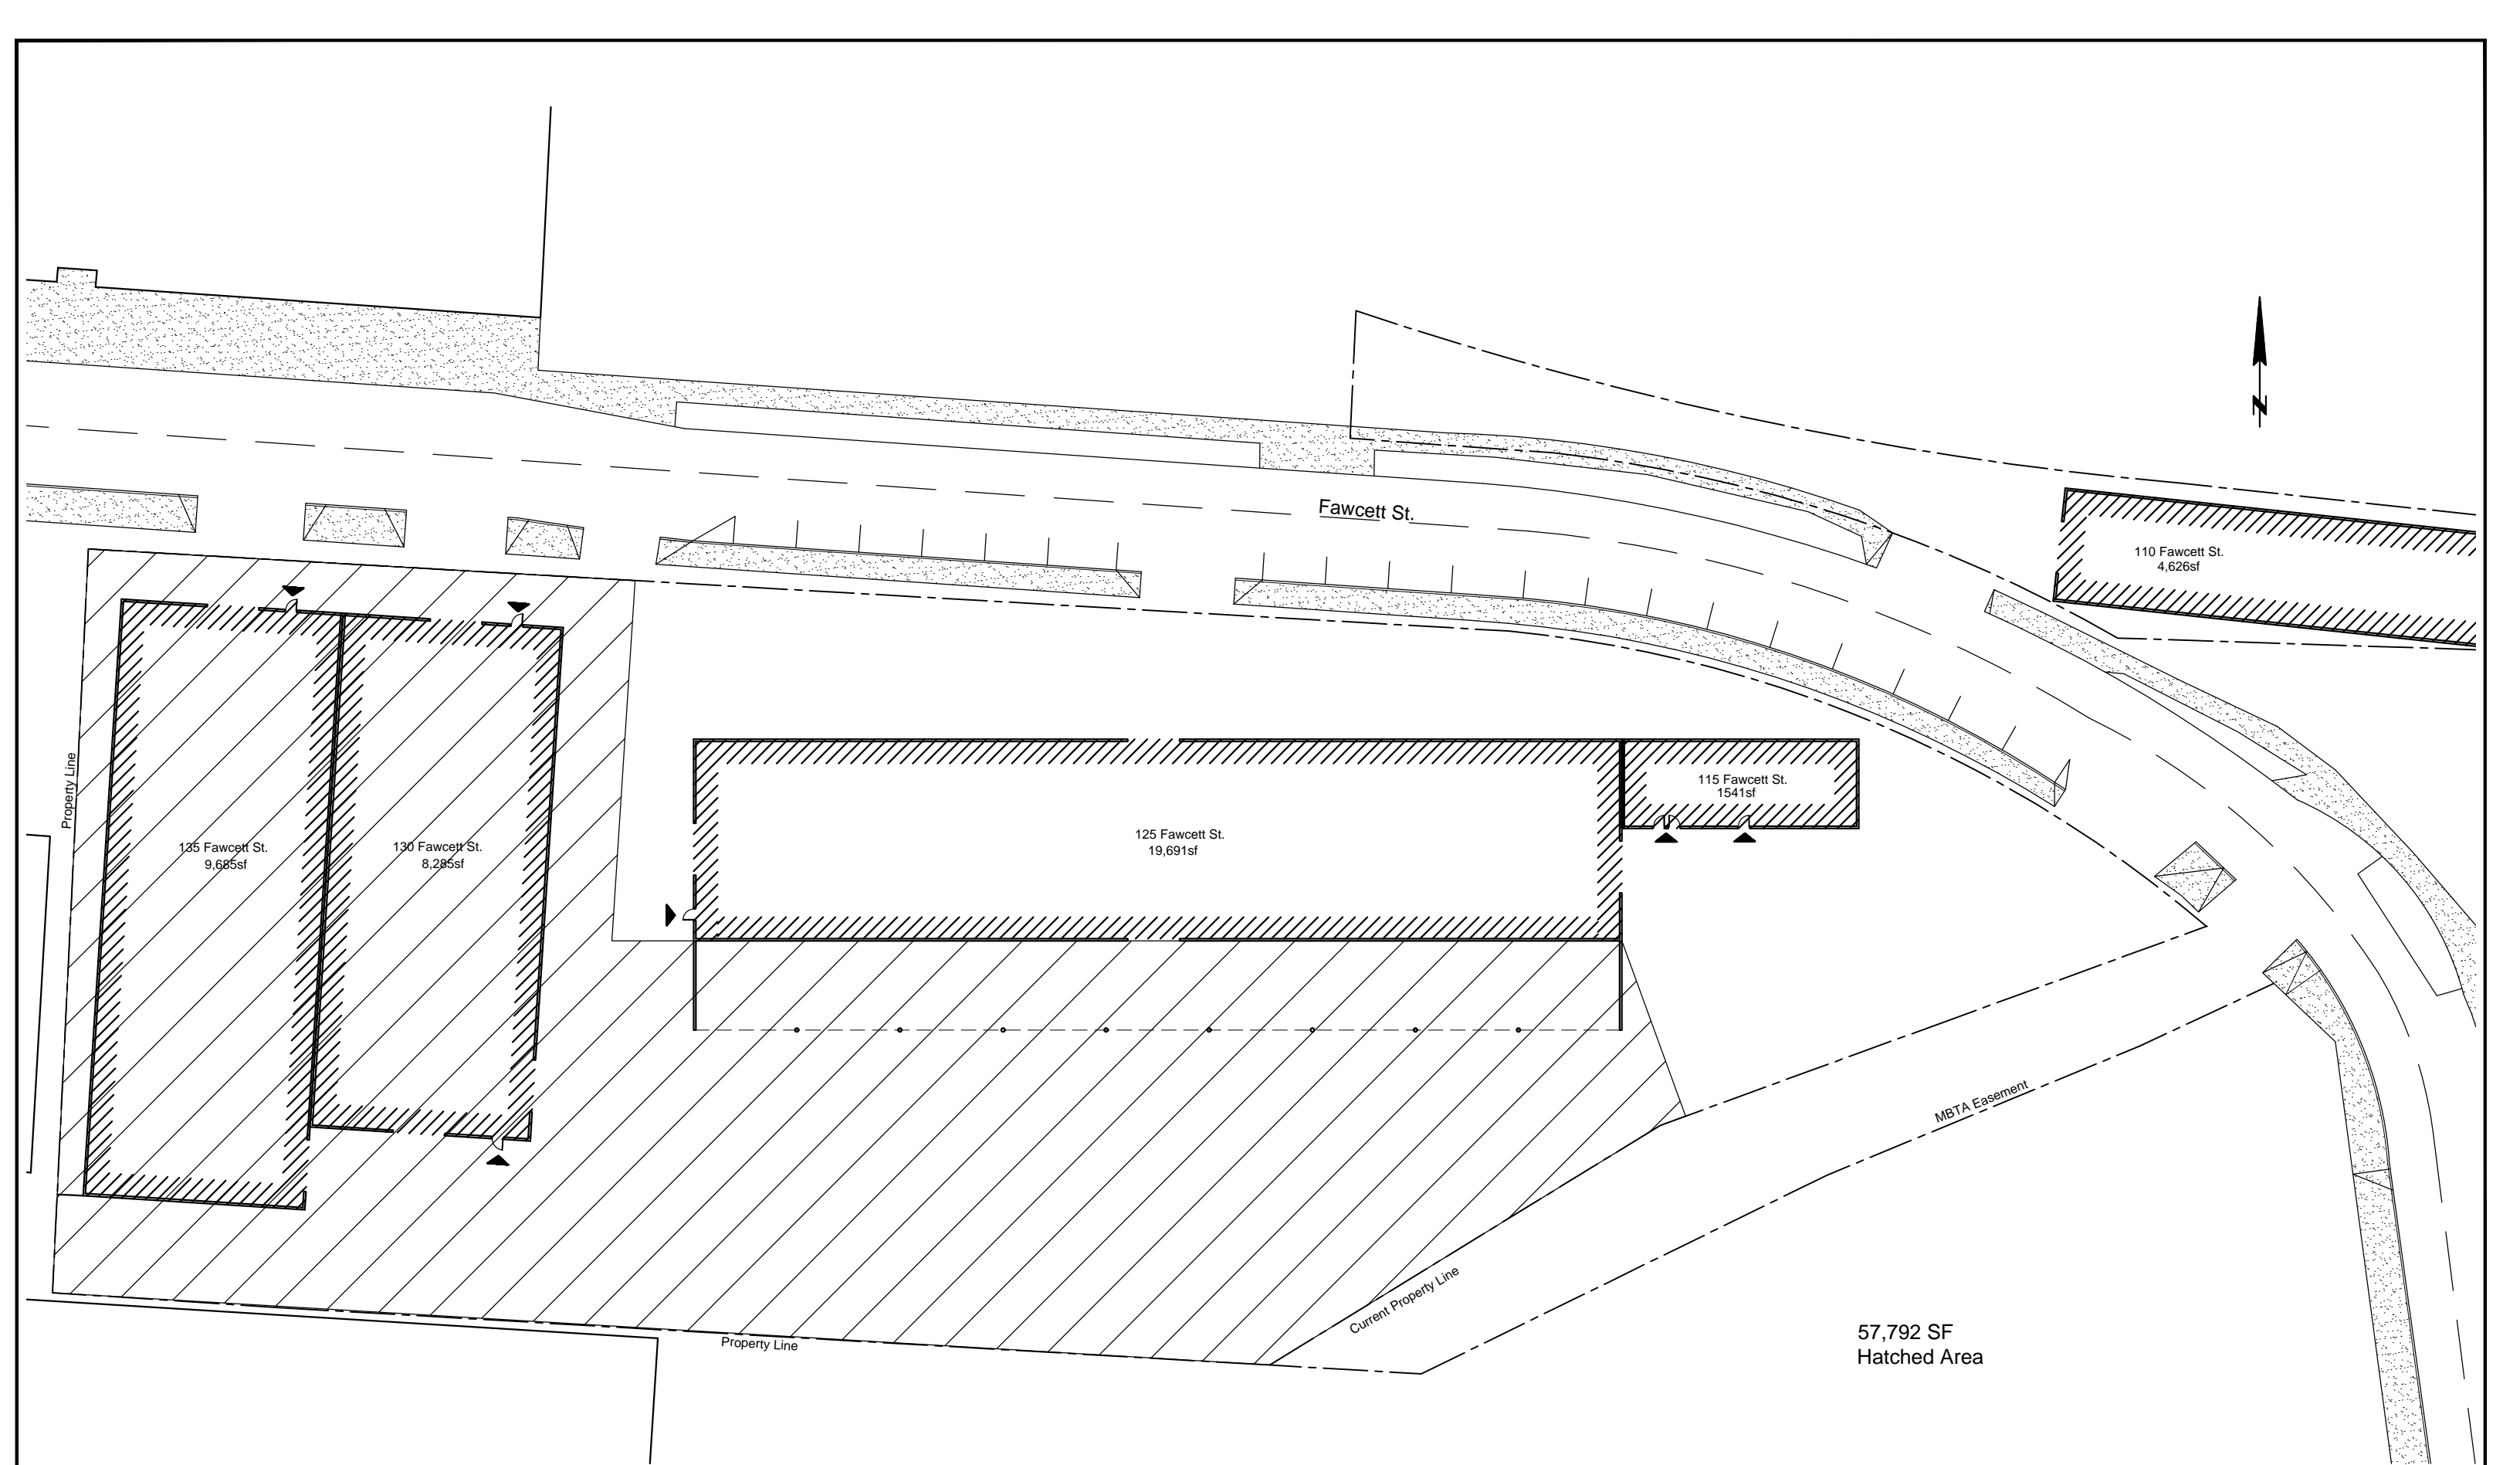 Fawcett St.
N
110 Fawcett St.
4,626sf
Property Line
115 Fawcett St.
1541sf
125 Fawcett St.
19,691sf
135 Fawcett St.
9,685sf
130 Fawcett St.
8,285sf
MBTA Easement
Current Property Line
Property Line
57,792 SF
Hatched Area